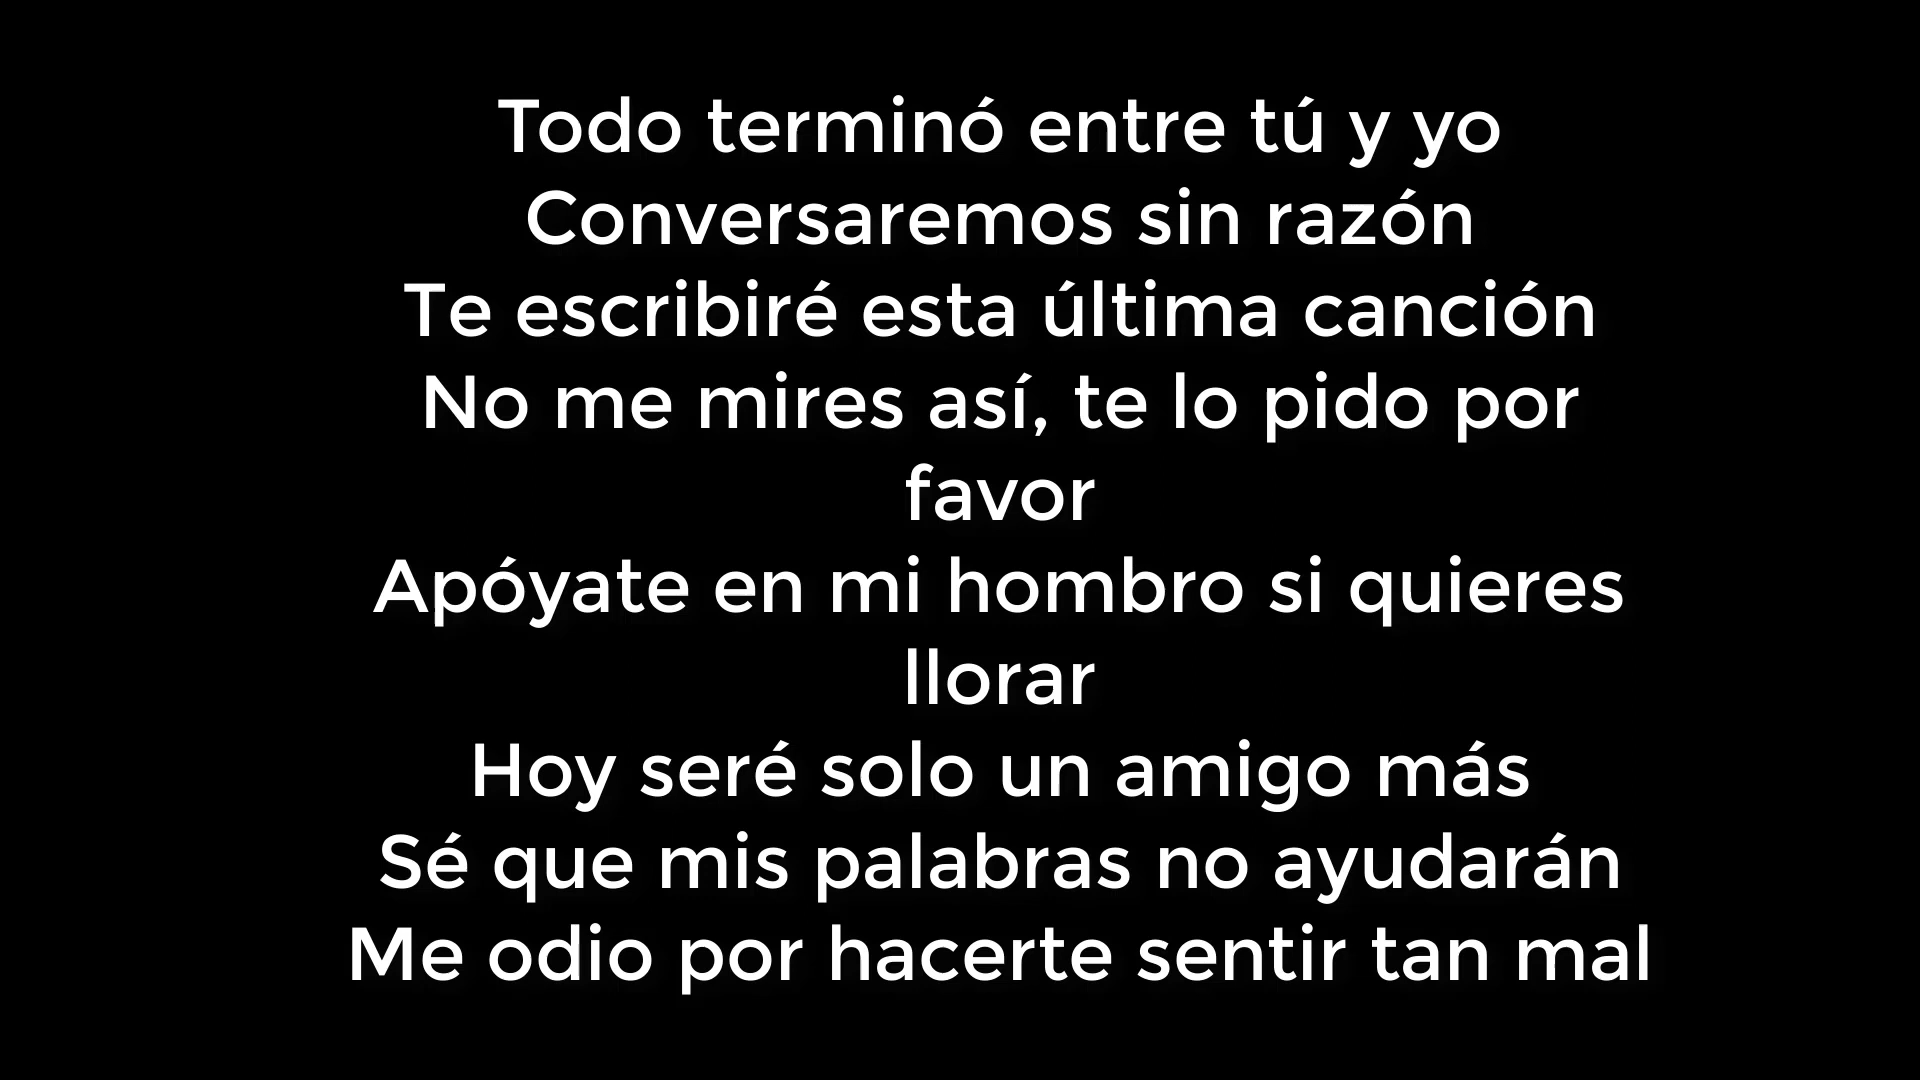 Todo terminó entre tú y yo
Conversaremos sin razón
Te escribiré esta última canción
No me mires así, te lo pido por
favor
Apóyate en mi hombro si quieres
llorar
Hoy seré solo un amigo más
Sé que mis palabras no ayudarán
Me odio por hacerte sentir tan mal